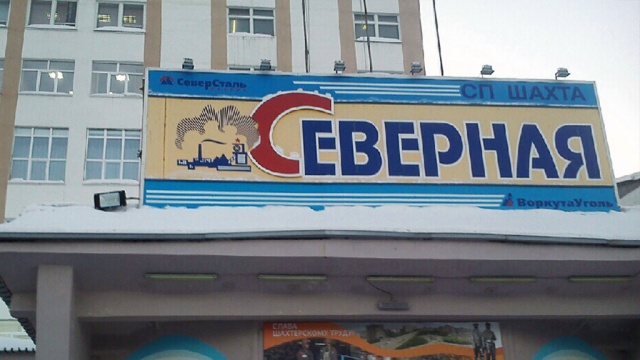 СеверСталь
СП ШАХТА
СЕВЕРНАЯ
ВоркутаУголь
СЛАВА
ШАХТЕРСКОМУ ТРУДУ